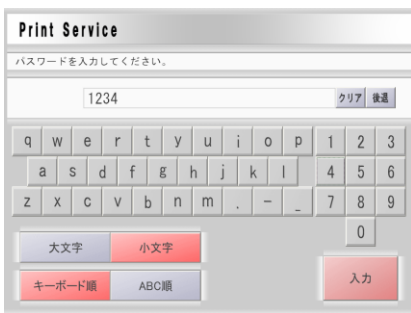 Print Service
パスワードを入力してください。
1234 クリア 後退
q w e r t y u i o p 1 2 3
a s d f g h j k l 4 5 6
z x c v b n m . - _ 7 8 9
0
大文字 小文字
キーボード順 ABC順
入力